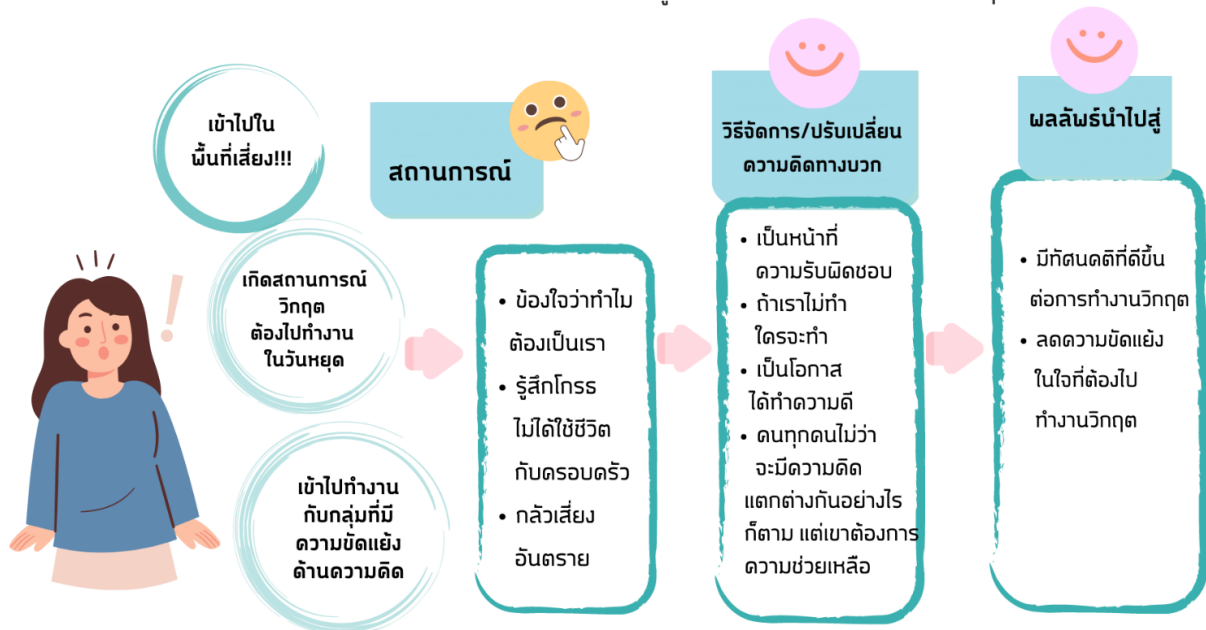 เข้าไปใน
พื้นที่เสี่ยง!!!
เกิดสถานการณ์
วิกฤต
ต้องไปทำงาน
ในวันหยุด
เข้าไปทำงาน
กับกลุ่มที่มี
ความขัดแย้ง
ด้านความคิด
สถานการณ์
• ข้องใจว่าทำไม
ต้องเป็นเรา
• รู้สึกโกรธ
ไม่ได้ใช้ชีวิต
กับครอบครัว
• กลัวเสี่ยง
อันตราย
วิธีจัดการ/ปรับเปลี่ยน
ความคิดทางบวก
• เป็นหน้าที่
ความรับผิดชอบ
• ถ้าเราไม่ทำ
ใครจะทำ
• เป็นโอกาส
ได้ทำความดี
• คนทุกคนไม่ว่า
จะมีความคิด
แตกต่างกันอย่างไร
ก็ตาม แต่เขาต้องการ
ความช่วยเหลือ
ผลลัพธ์นำไปสู่
• มีทัศนคติที่ดีขึ้น
ต่อการทำงานวิกฤต
• ลดความขัดแย้ง
ในใจที่ต้องไป
ทำงานวิกฤต